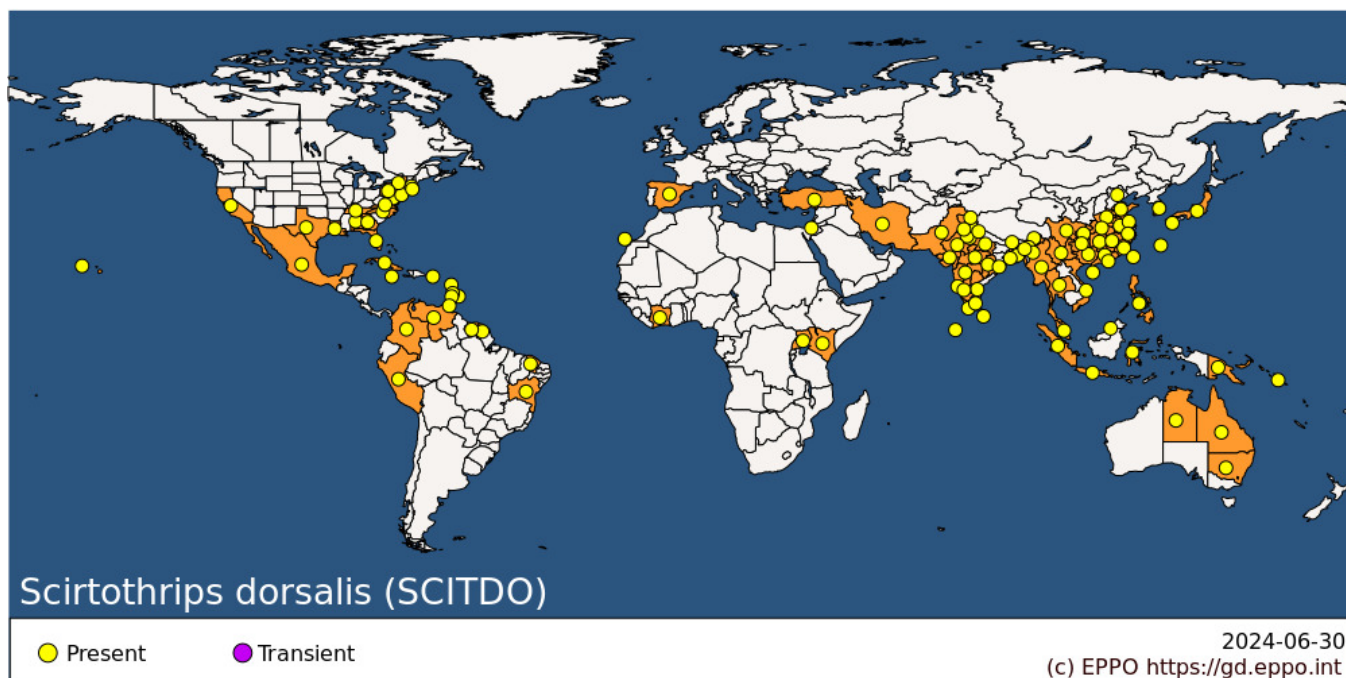 Scirtothrips dorsalis (SCITDO)
Present
Transient
2024-06-30
(c) EPPO https://gd.eppo.int